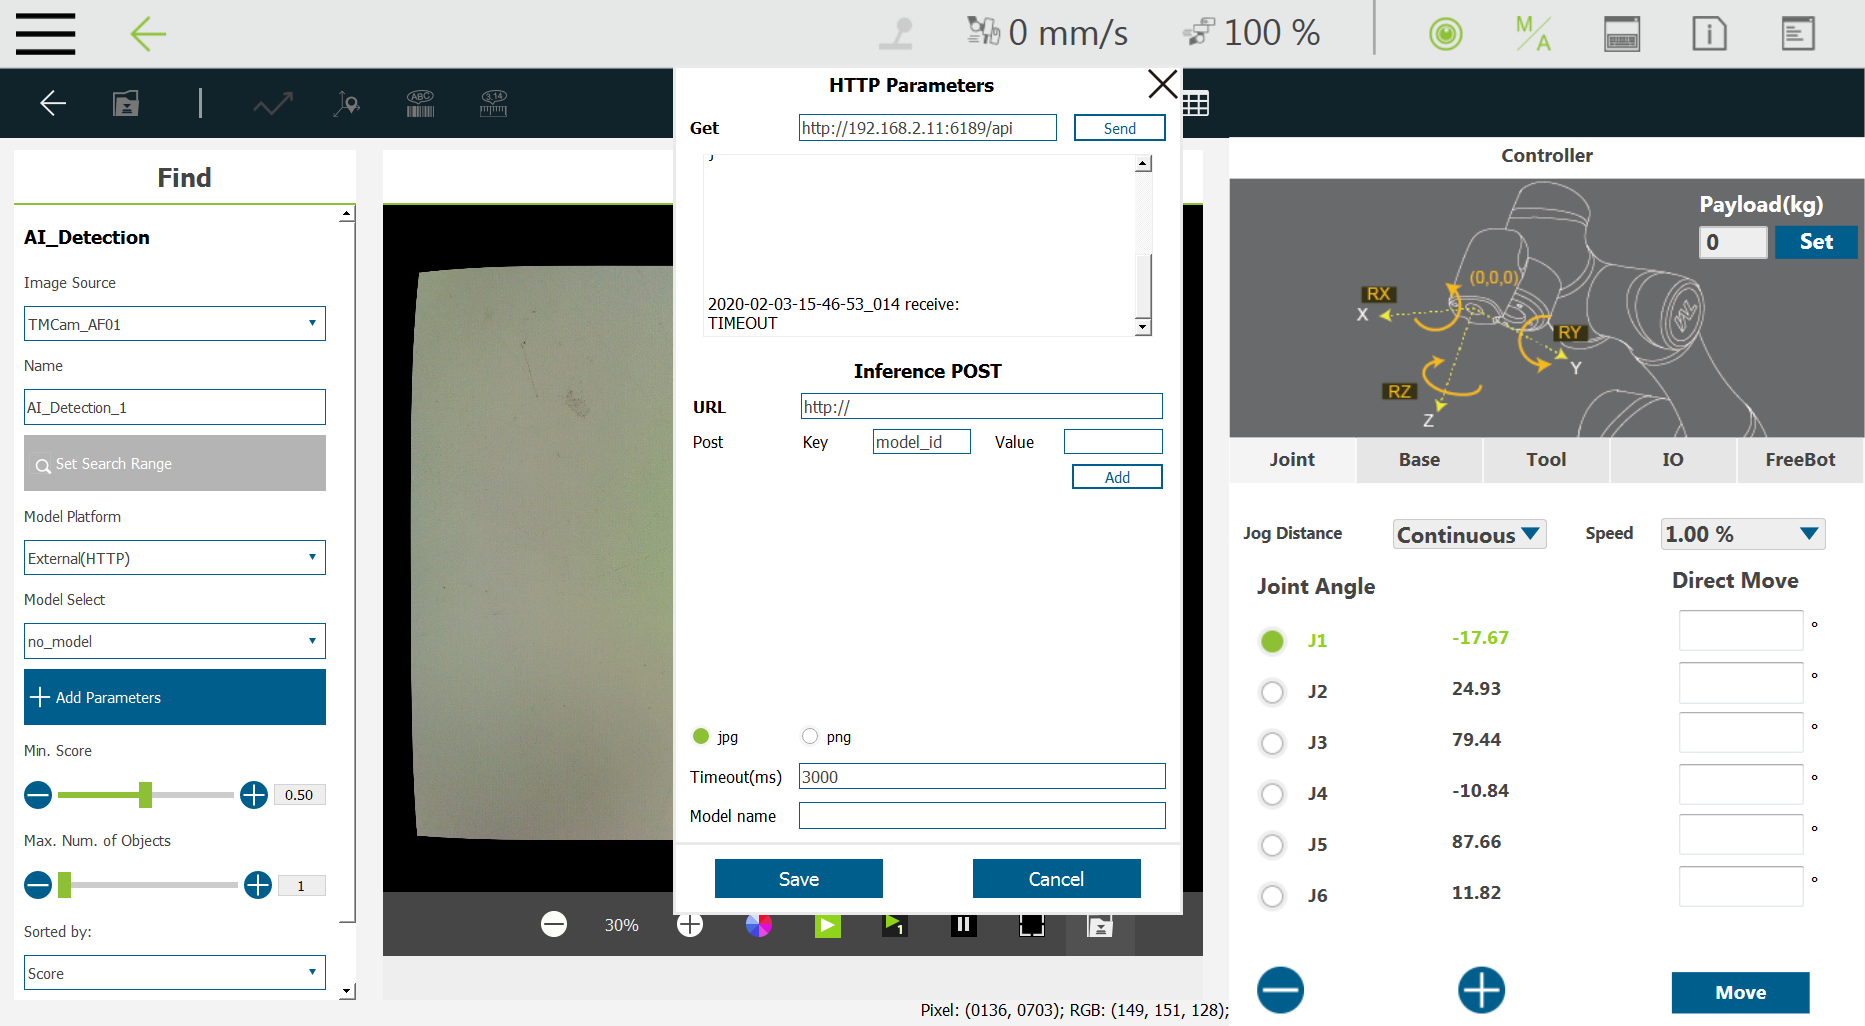 0 mm/s
100 %
M/A
ABC
3.14
HTTP Parameters
Get
http://192.168.2.11:6189/api
Send
2020-02-03-15-46-53_014 receive:
TIMEOUT
Inference POST
URL
http://
Post
Key
model_id
Value
Add
jpg
png
Timeout(ms)
3000
Model name
Save
Cancel
Find
AI_Detection
Image Source
TMCam_AF01
Name
AI_Detection_1
Set Search Range
Model Platform
External(HTTP)
Model Select
no_model
Add Parameters
Min. Score
0.50
Max. Num. of Objects
1
Sorted by:
Score
30%
1
Pixel: (0136, 0703); RGB: (149, 151, 128);
Controller
Payload(kg)
0
Set
(0,0,0)
RX
X
RY
Y
RZ
Z
Joint
Base
Tool
IO
FreeBot
Jog Distance
Continuous
Speed
1.00 %
Joint Angle
Direct Move
J1
-17.67
°
J2
24.93
°
J3
79.44
°
J4
-10.84
°
J5
87.66
°
J6
11.82
°
Move